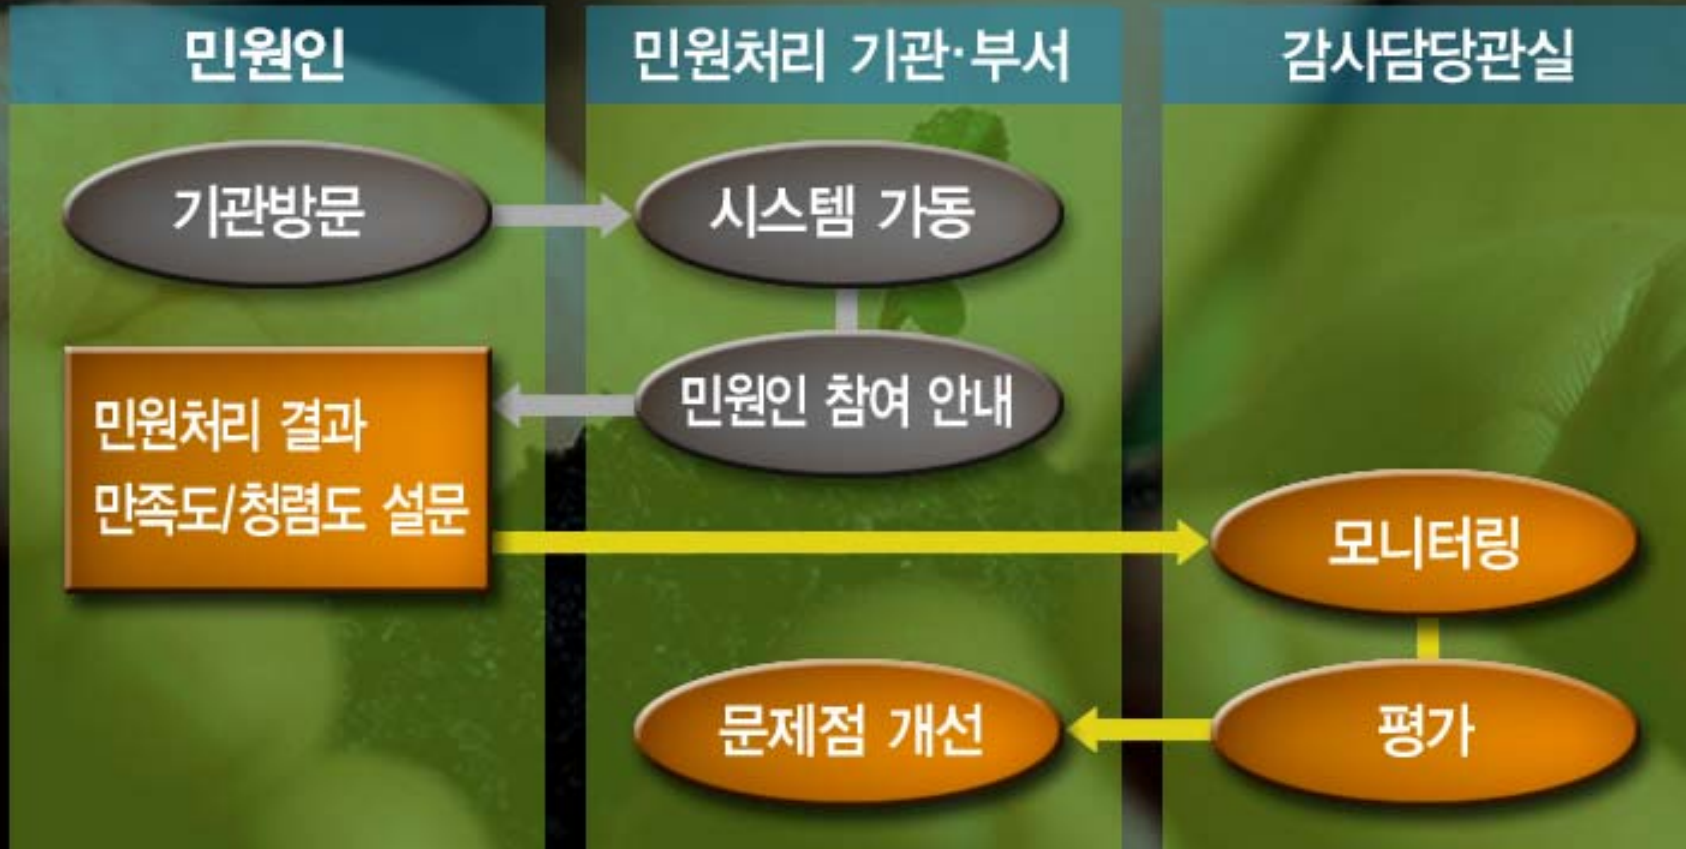 민원인
민원처리 기관·부서
감사담당관실
기관방문
시스템 가동
민원인 참여 안내
민원처리 결과
만족도/청렴도 설문
모니터링
평가
문제점 개선